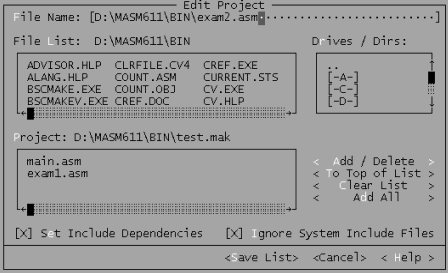 Edit Project
File Name: [D:\MASM611\BIN\exam2.asm·························]
File List: D:\MASM611\BIN
Drives / Dirs:
ADVISOR.HLP CLRFILE.CV4 CREF.EXE
..
ALANG.HLP COUNT.ASM CURRENT.STS
[-A-]
BSCMAKE.EXE COUNT.OBJ CV.EXE
[-C-]
BSCMAKEV.EXE CREF.DOC CV.HLP
[-D-]
Project: D:\MASM611\BIN\test.mak
main.asm
< Add / Delete >
exam1.asm
< To Top of List >
< Clear List >
< Add All >
[X] Set Include Dependencies [X] Ignore System Include Files
<Save List> <Cancel> < Help >